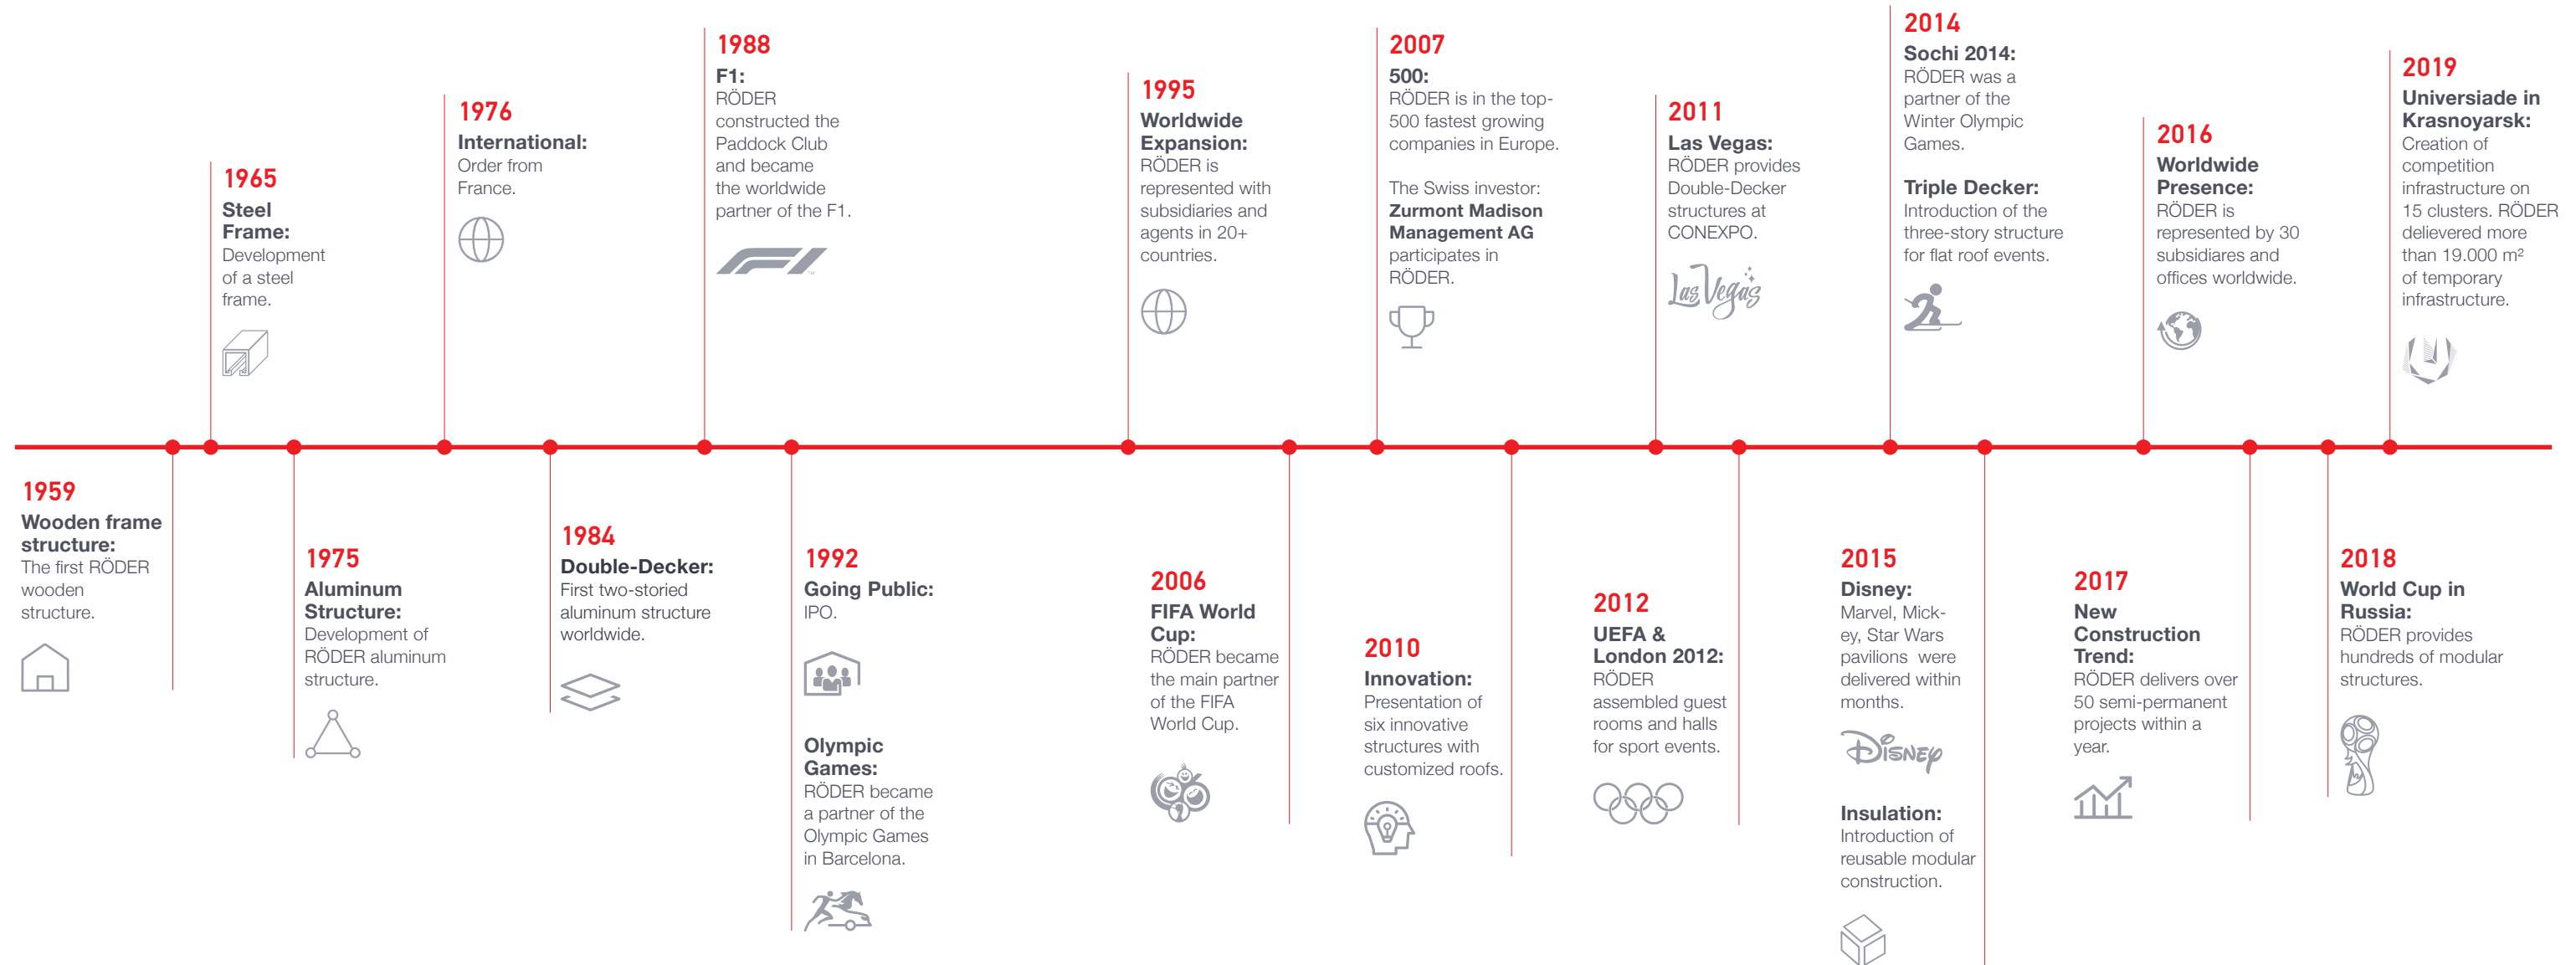 1959
Wooden frame
structure:
The first RÖDER
wooden
structure.
1965
Steel
Frame:
Development
of a steel
frame.
1975
Aluminum
Structure:
Development of
RÖDER aluminum
structure.
1976
International:
Order from
France.
1984
Double-Decker:
First two-storied
aluminum structure
worldwide.
1988
F1:
RÖDER
constructed the
Paddock Club
and became
the worldwide
partner of the F1.
F1
TM
1992
Going Public:
IPO.
Olympic
Games:
RÖDER became
a partner of the
Olympic Games
in Barcelona.
1995
Worldwide
Expansion:
RÖDER is
represented with
subsidiaries and
agents in 20+
countries.
2006
FIFA World
Cup:
RÖDER became
the main partner
of the FIFA
World Cup.
2007
500:
RÖDER is in the top-
500 fastest growing
companies in Europe.
The Swiss investor:
Zurmont Madison
Management AG
participates in
RÖDER.
2010
Innovation:
Presentation of
six innovative
structures with
customized roofs.
2011
Las Vegas:
RÖDER provides
Double-Decker
structures at
CONEXPO.
Las Vegas
2012
UEFA &
London 2012:
RÖDER
assembled guest
rooms and halls
for sport events.
2014
Sochi 2014:
RÖDER was a
partner of the
Winter Olympic
Games.
Triple Decker:
Introduction of the
three-story structure
for flat roof events.
2015
Disney:
Marvel, Mick-
ey, Star Wars
pavilions were
delivered within
months.
Disney
Insulation:
Introduction of
reusable modular
construction.
2016
Worldwide
Presence:
RÖDER is
represented by 30
subsidiares and
offices worldwide.
2017
New
Construction
Trend:
RÖDER delivers over
50 semi-permanent
projects within a
year.
2018
World Cup in
Russia:
RÖDER provides
hundreds of modular
structures.
2019
Universiade in
Krasnoyarsk:
Creation of
competition
infrastructure on
15 clusters. RÖDER
delievered more
than 19.000 m²
of temporary
infrastructure.